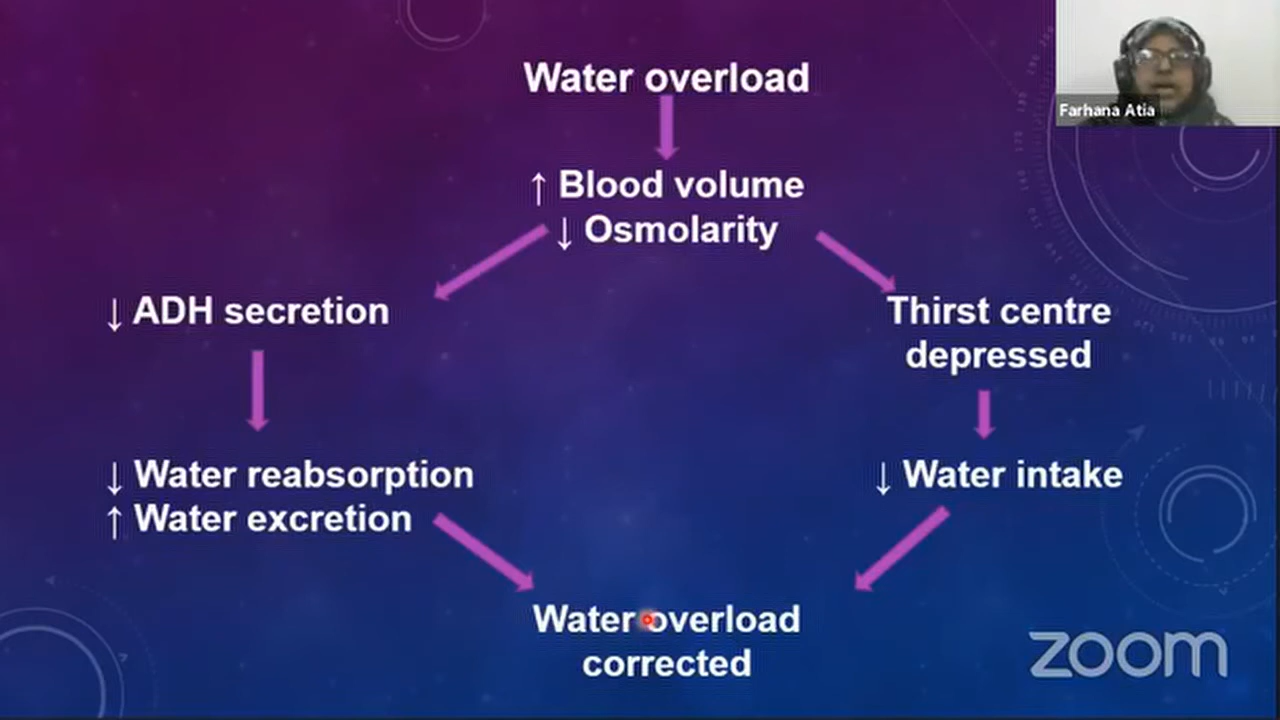 Water overload
Farhana Atia
↑ Blood volume
↓ Osmolarity
↓ ADH secretion
Thirst centre
depressed
↓ Water reabsorption
↑ Water excretion
↓ Water intake
Water overload
corrected
zoom